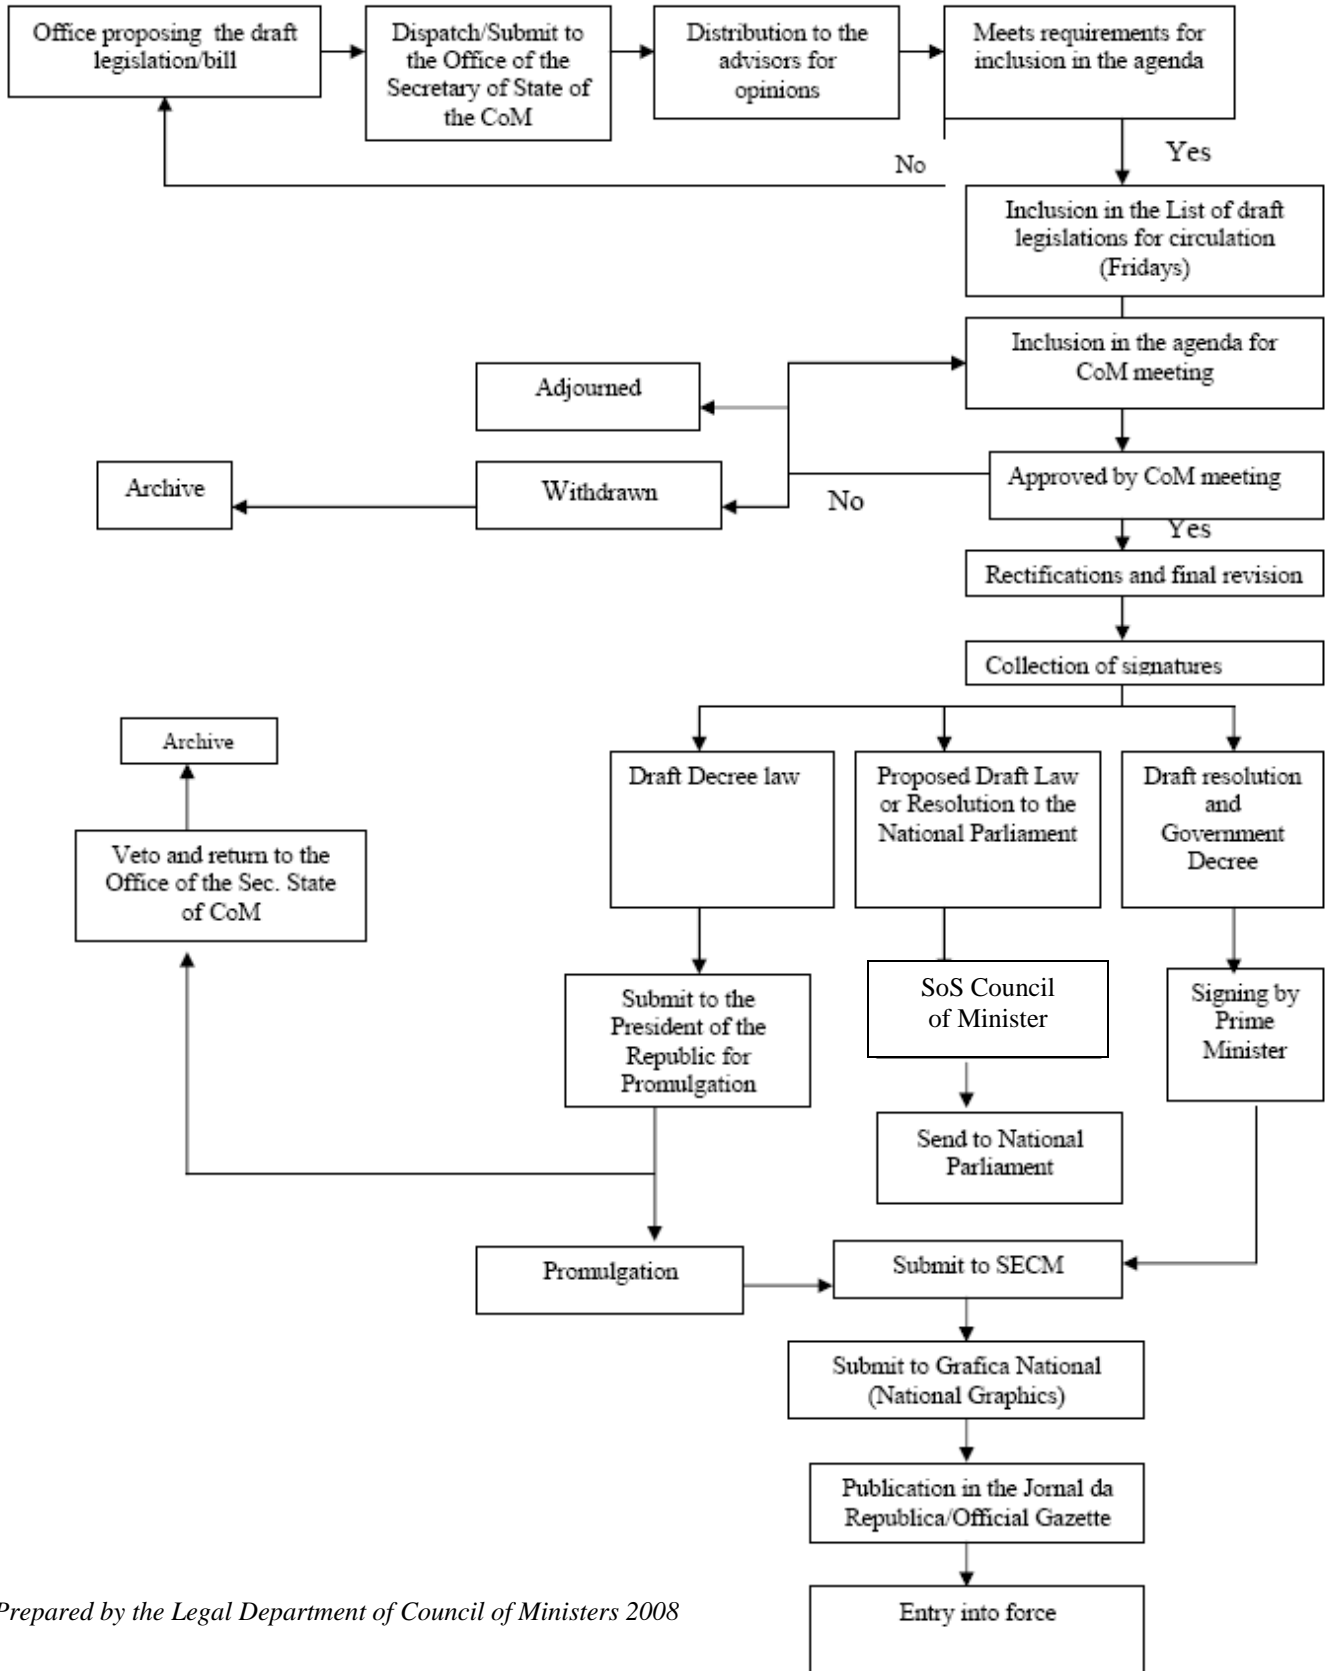 Office proposing the draft
legislation/bill
Dispatch/Submit to
the Office of the
Secretary of State of
the CoM
Distribution to the
advisors for
opinions
Meets requirements for
inclusion in the agenda
No
Yes
Inclusion in the List of draft
legislations for circulation
(Fridays)
Inclusion in the agenda for
CoM meeting
Adjourned
Approved by CoM meeting
Archive
Withdrawn
No
Yes
Rectifications and final revision
Collection of signatures
Archive
Draft Decree law
Proposed Draft Law
or Resolution to the
National Parliament
Draft resolution
and
Government
Decree
Veto and return to the
Office of the Sec. State
of CoM
Submit to the
President of the
Republic for
Promulgation
SoS Council
of Minister
Signing by
Prime
Minister
Send to National
Parliament
Promulgation
Submit to SECM
Submit to Grafica National
(National Graphics)
Publication in the Jornal da
Republica/Official Gazette
Entry into force
Prepared by the Legal Department of Council of Ministers 2008